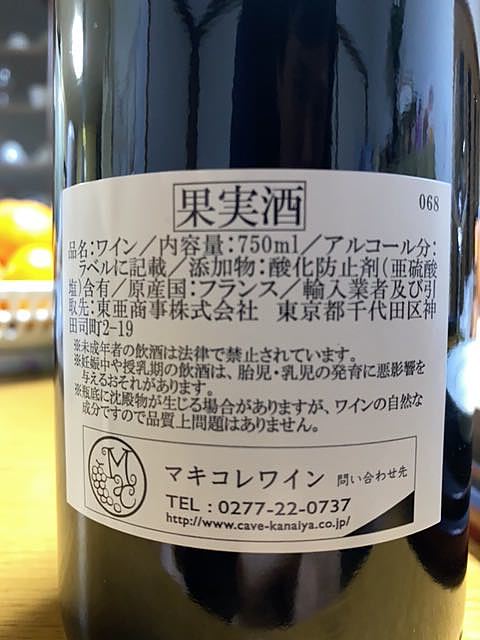 果実酒
068
品名:ワイン/内容量:750ml/アルコール分:
ラベルに記載/添加物:酸化防止剤(亜硫酸
塩)含有/原産国:フランス/輸入業者及び引
取先:東亜商事株式会社 東京都千代田区神
田司町2-19
※未成年者の飲酒は法律で禁止されています。
※妊娠中や授乳期の飲酒は、胎児・乳児の発育に悪影響を
与えるおそれがあります。
※瓶底に沈殿物が生じる場合がありますが、ワインの自然な
成分ですので品質上問題はありません。
マキコレワイン 問い合わせ先
TEL:0277-22-0737
http://www.cave-kanaiya.co.jp/